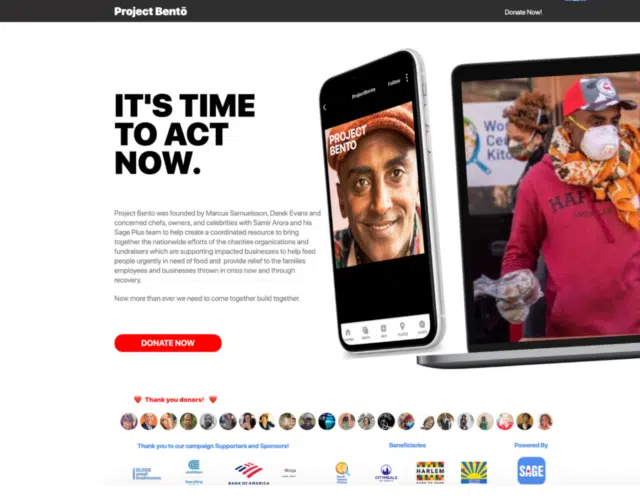 Project Bentō
Donate Now!
IT'S TIME
TO ACT
NOW.
Project Bento was founded by Marcus Samuelsson, Derek Evans and
concerned chefs, owners, and celebrities with Samir Arora and his
Sage Plus team to help create a coordinated resource to bring
together the nationwide efforts of the charities organizations and
fundraisers which are supporting impacted businesses to help feed
people urgently in need of food and provide relief to the families
employees and businesses thrown in crisis now and through
recovery.
Now more than ever we need to come together build together.
DONATE NOW
ProjectBento
Follow
PROJECT
BENTO
Wo
Ce
Kitc
HAR
Thank you donors!
Thank you to our campaign Supporters and Sponsors!
Beneficiaries
Powered By
BANK OF AMERICA
CITYMEALS
HARLEM
SAGE